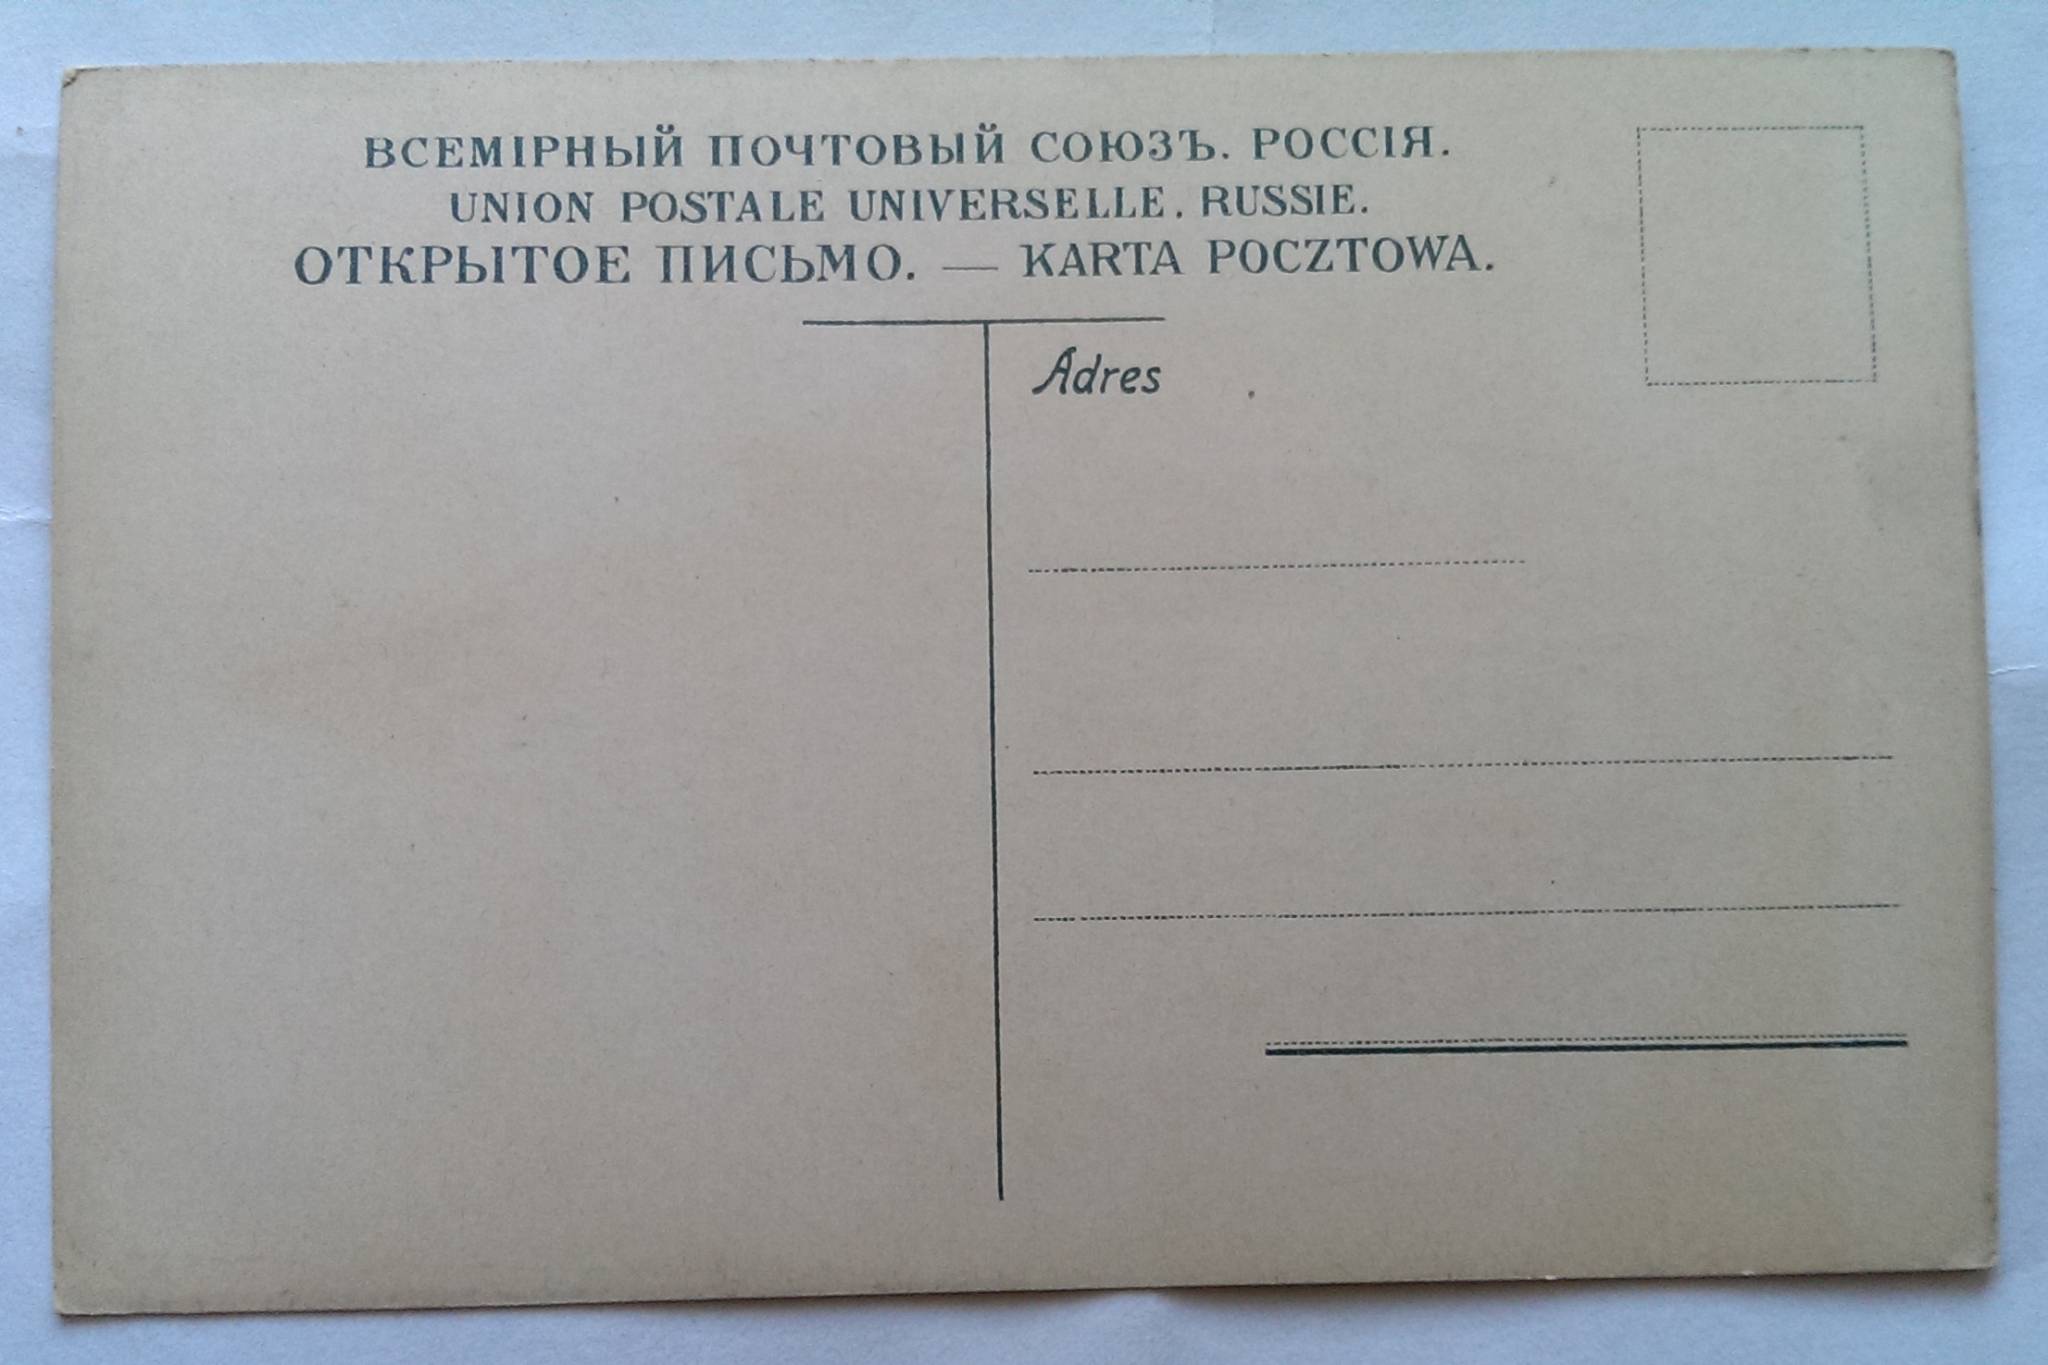 ВСЕМІРНЫЙ ПОЧТОВЫЙ СОЮЗЪ. РОССІЯ.
UNION POSTALE UNIVERSELLE. RUSSIE.
ОТКРЫТОЕ ПИСЬМО. — KARTA POCZTOWA.
Adres